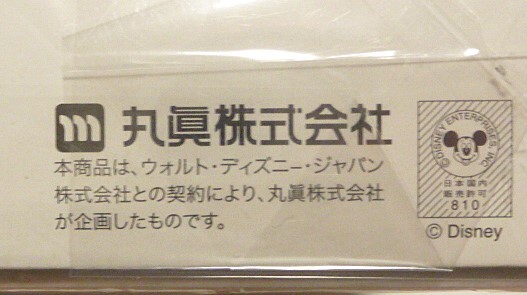 丸眞株式会社
本商品は、ウォルト・ディズニー・ジャパン
株式会社との契約により、丸眞株式会社
が企画したものです。
©DISNEY ENTERPRISES, INC.
日本国内
販売許可
810
© Disney